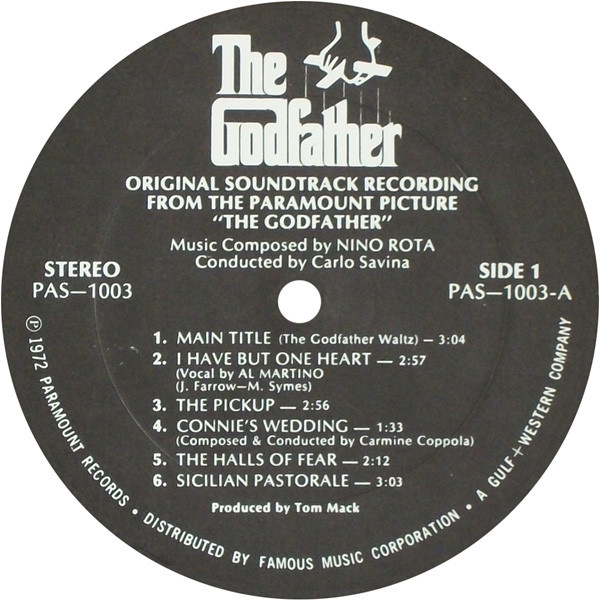 The
Godfather
ORIGINAL SOUNDTRACK RECORDING
FROM THE PARAMOUNT PICTURE
"THE GODFATHER"
Music Composed by NINO ROTA
Conducted by Carlo Savina
STEREO
PAS—1003
SIDE 1
PAS—1003-A
1. MAIN TITLE (The Godfather Waltz) — 3:04
2. I HAVE BUT ONE HEART — 2:57
(Vocal by AL MARTINO
(J. Farrow—M. Symes)
3. THE PICKUP — 2:56
4. CONNIE'S WEDDING — 1:33
(Composed & Conducted by Carmine Coppola)
5. THE HALLS OF FEAR — 2:12
6. SICILIAN PASTORALE — 3:03
Produced by Tom Mack
℗ 1972 PARAMOUNT RECORDS • DISTRIBUTED BY FAMOUS MUSIC CORPORATION • A GULF + WESTERN COMPANY